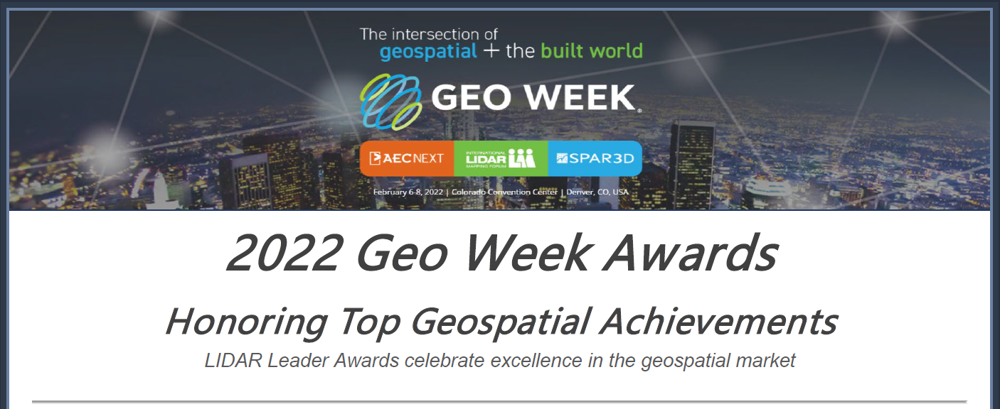 The intersection of
geospatial + the built world
GEO WEEK®
AECNEXT
INTERNATIONAL
LIDAR
MAPPING FORUM
SPAR3D
February 6-8, 2022 | Colorado Convention Center | Denver, CO, USA
2022 Geo Week Awards
Honoring Top Geospatial Achievements
LIDAR Leader Awards celebrate excellence in the geospatial market